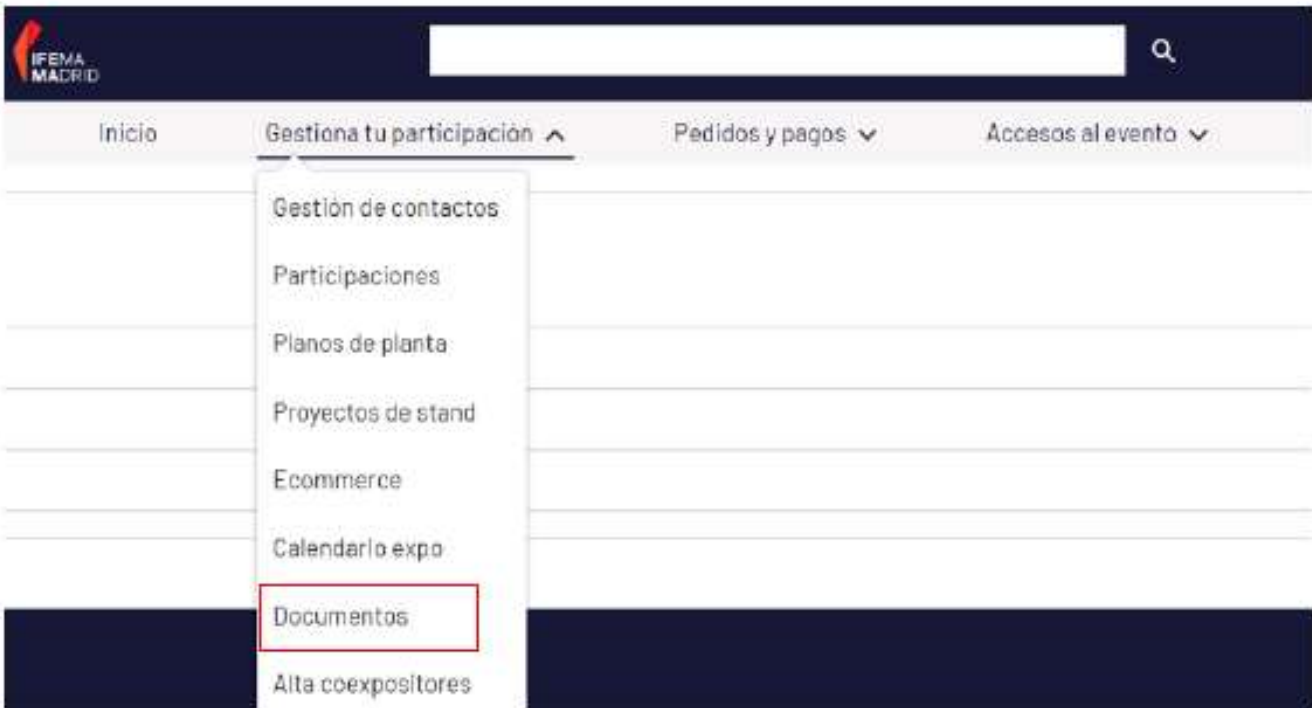 IFEMA
MADRID
Inicio
Gestiona tu participación
Pedidos y pagos
Accesos al evento
Gestión de contactos
Participaciones
Planos de planta
Proyectos de stand
Ecommerce
Calendario expo
Documentos
Alta coexpositores